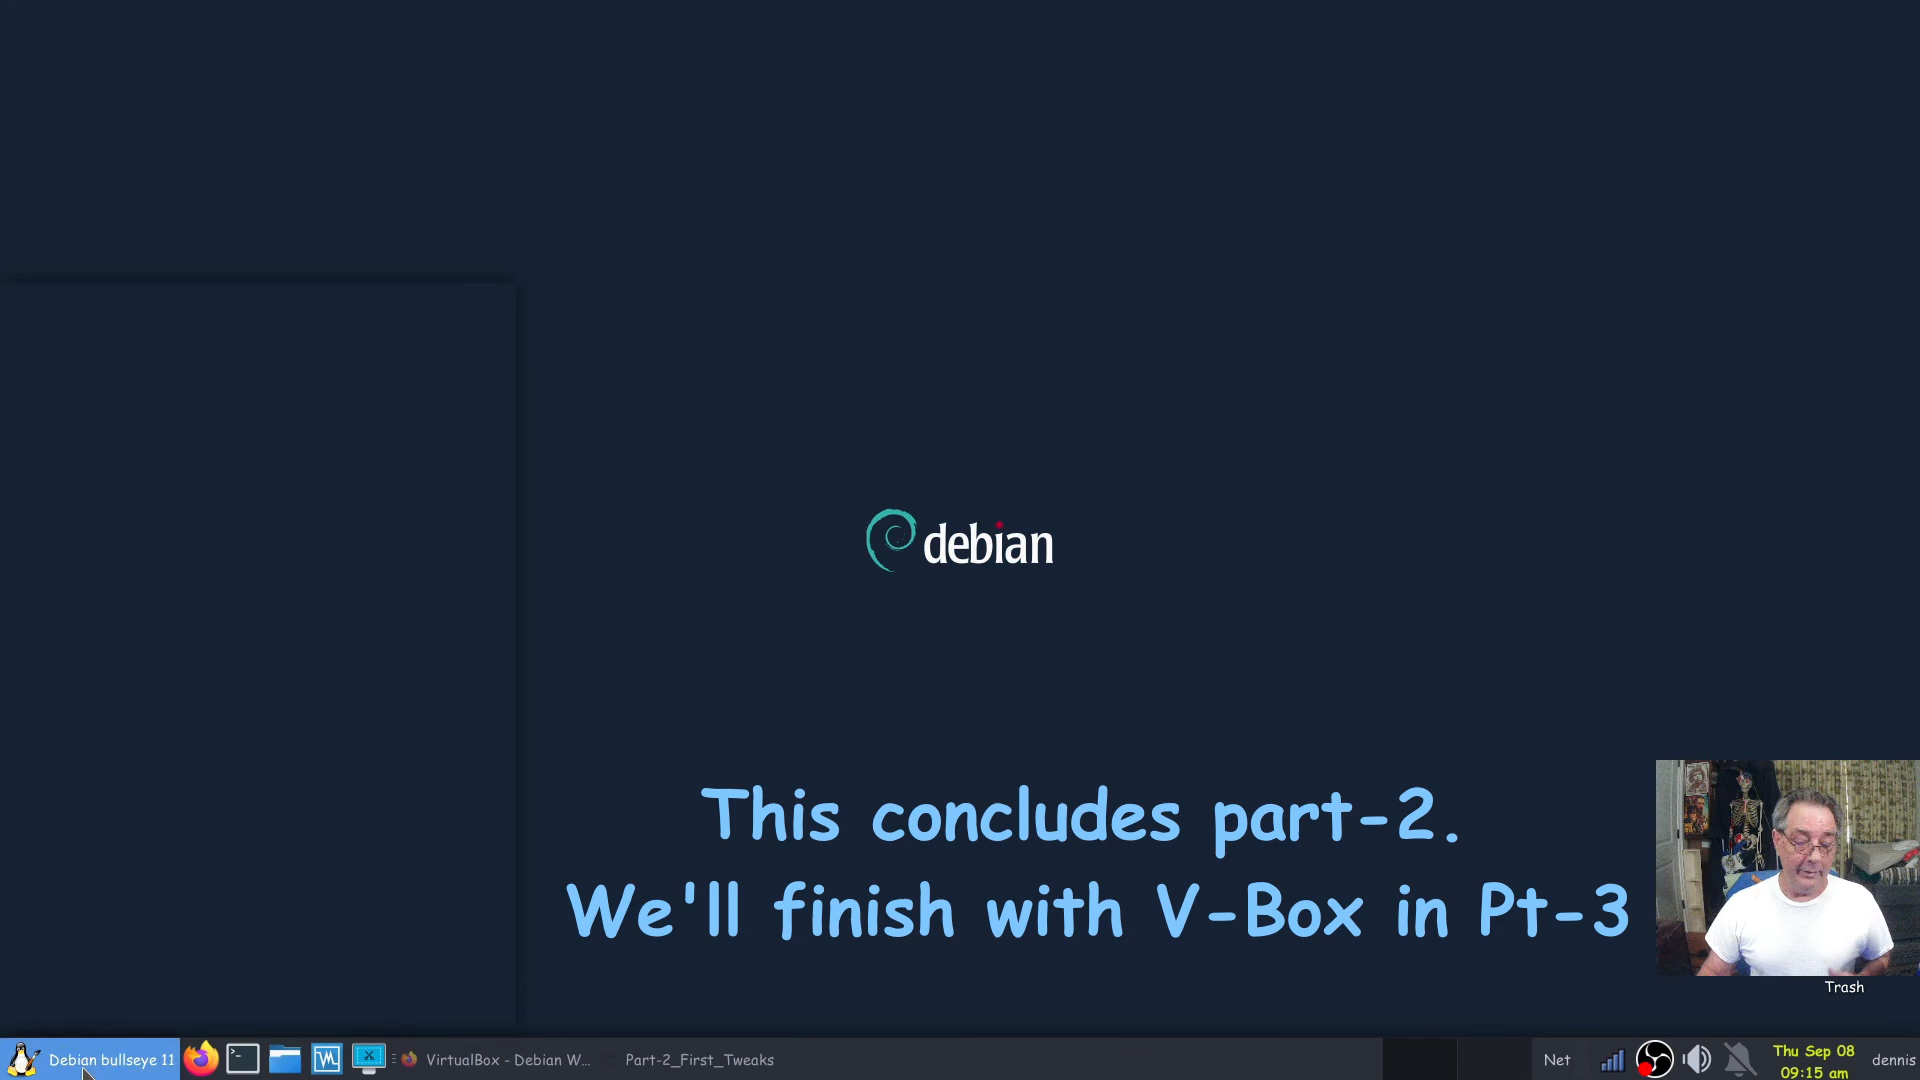 debian
This concludes part-2.
We'll finish with V-Box in Pt-3
Trash
Debian bullseye 11
VirtualBox - Debian W...
Part-2_First_Tweaks
Net
Thu Sep 08
09:15 am
dennis